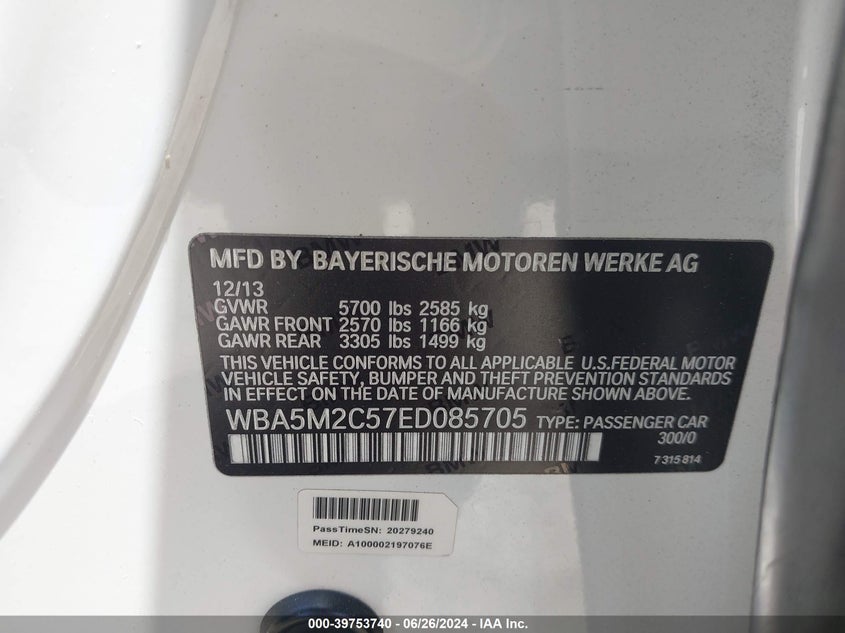 MFD BY BAYERISCHE MOTOREN WERKE AG
12/13
GVWR 5700 lbs 2585 kg
GAWR FRONT 2570 lbs 1166 kg
GAWR REAR 3305 lbs 1499 kg
THIS VEHICLE CONFORMS TO ALL APPLICABLE U.S.FEDERAL MOTOR
VEHICLE SAFETY, BUMPER AND THEFT PREVENTION STANDARDS
IN EFFECT ON THE DATE OF MANUFACTURE SHOWN ABOVE.
WBA5M2C57ED085705 TYPE: PASSENGER CAR
300/0
7315814
PassTimeSN: 20279240
MEID: A100002197076E
000-39753740 - 06/26/2024 - IAA Inc.